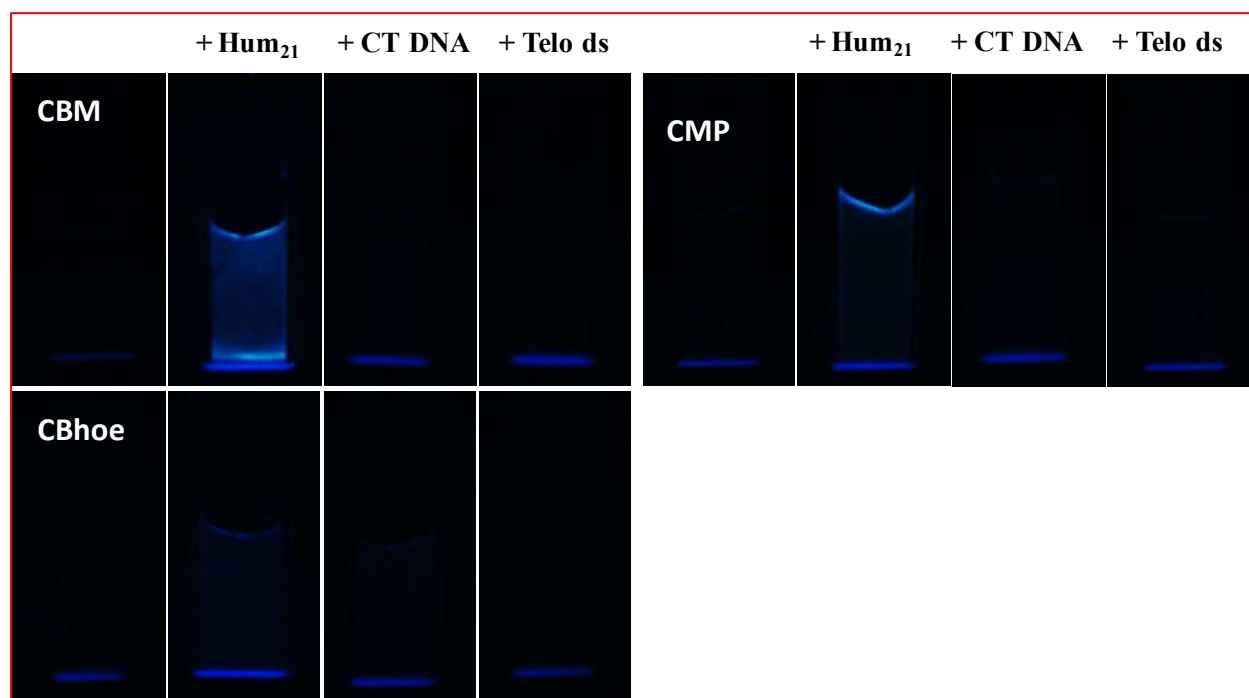 + Hum₂₁ + CT DNA + Telo ds + Hum₂₁ + CT DNA + Telo ds
CBM
CMP
CBhoe